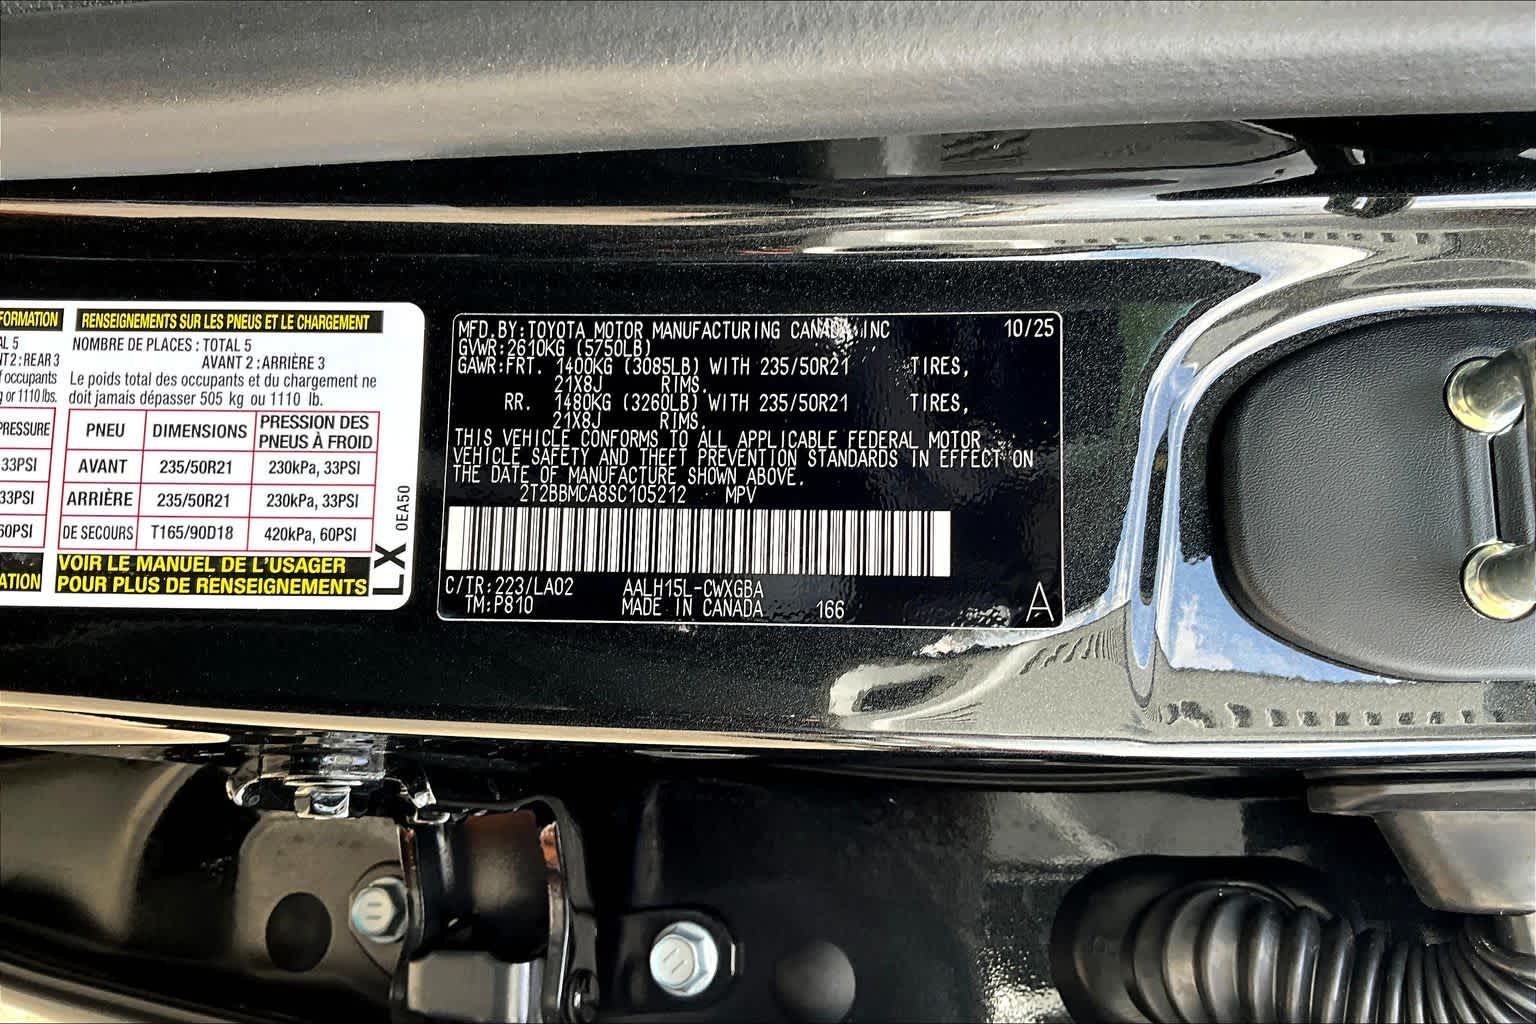 FORMATION
AL 5
NT 2 : REAR 3
f occupants
g or 1110 lbs.
PRESSURE
33PSI
33PSI
60PSI
ATION
RENSEIGNEMENTS SUR LES PNEUS ET LE CHARGEMENT
NOMBRE DE PLACES : TOTAL 5
AVANT 2 : ARRIÈRE 3
Le poids total des occupants et du chargement ne
doit jamais dépasser 505 kg ou 1110 lb.
PNEU DIMENSIONS PRESSION DES PNEUS À FROID
AVANT 235/50R21 230kPa, 33PSI
ARRIÈRE 235/50R21 230kPa, 33PSI
DE SECOURS T165/90D18 420kPa, 60PSI
VOIR LE MANUEL DE L'USAGER
POUR PLUS DE RENSEIGNEMENTS
LX 0EA50
MFD.BY:TOYOTA MOTOR MANUFACTURING CANADA INC 10/25
GVWR:2610KG (5750LB)
GAWR:FRT. 1400KG (3085LB) WITH 235/50R21 TIRES,
21X8J RIMS.
RR. 1480KG (3260LB) WITH 235/50R21 TIRES,
21X8J RIMS.
THIS VEHICLE CONFORMS TO ALL APPLICABLE FEDERAL MOTOR
VEHICLE SAFETY AND THEFT PREVENTION STANDARDS IN EFFECT ON
THE DATE OF MANUFACTURE SHOWN ABOVE.
2T2BBMCA8SC105212 MPV
C/TR:223/LA02 AALH15L-CWXGBA
TM:P810 MADE IN CANADA 166 A